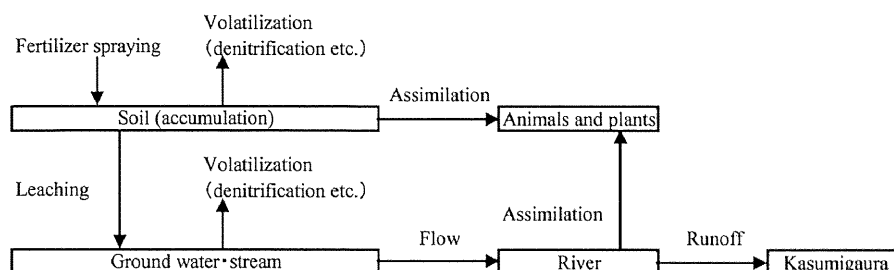 Volatilization
Fertilizer spraying
(denitrification etc.)
Assimilation
Soil (accumulation)
Animals and plants
Volatilization
Leaching
(denitrification etc.)
Assimilation
Flow
Runoff
Ground water・stream
River
Kasumigaura